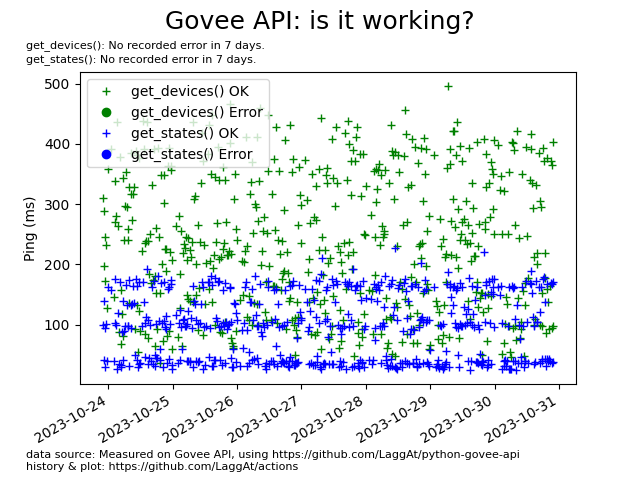 Govee API: is it working?
get_devices(): No recorded error in 7 days.
get_states(): No recorded error in 7 days.
get_devices() OK
get_devices() Error
get_states() OK
get_states() Error
Ping (ms)
500
400
300
200
100
2023-10-24
2023-10-25
2023-10-26
2023-10-27
2023-10-28
2023-10-29
2023-10-30
2023-10-31
data source: Measured on Govee API, using https://github.com/LaggAt/python-govee-api
history & plot: https://github.com/LaggAt/actions